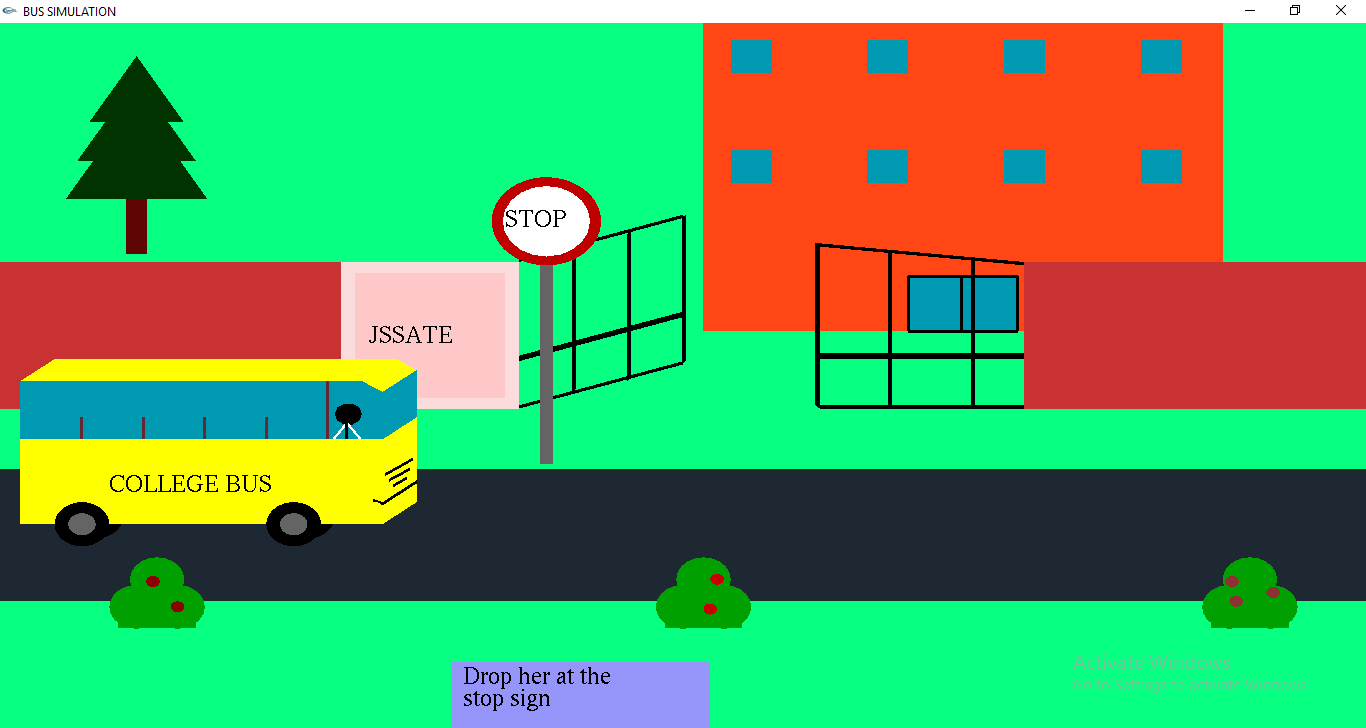 BUS SIMULATION
STOP
JSSATE
COLLEGE BUS
Drop her at the
stop sign
Activate Windows
Go to Settings to activate Windows.